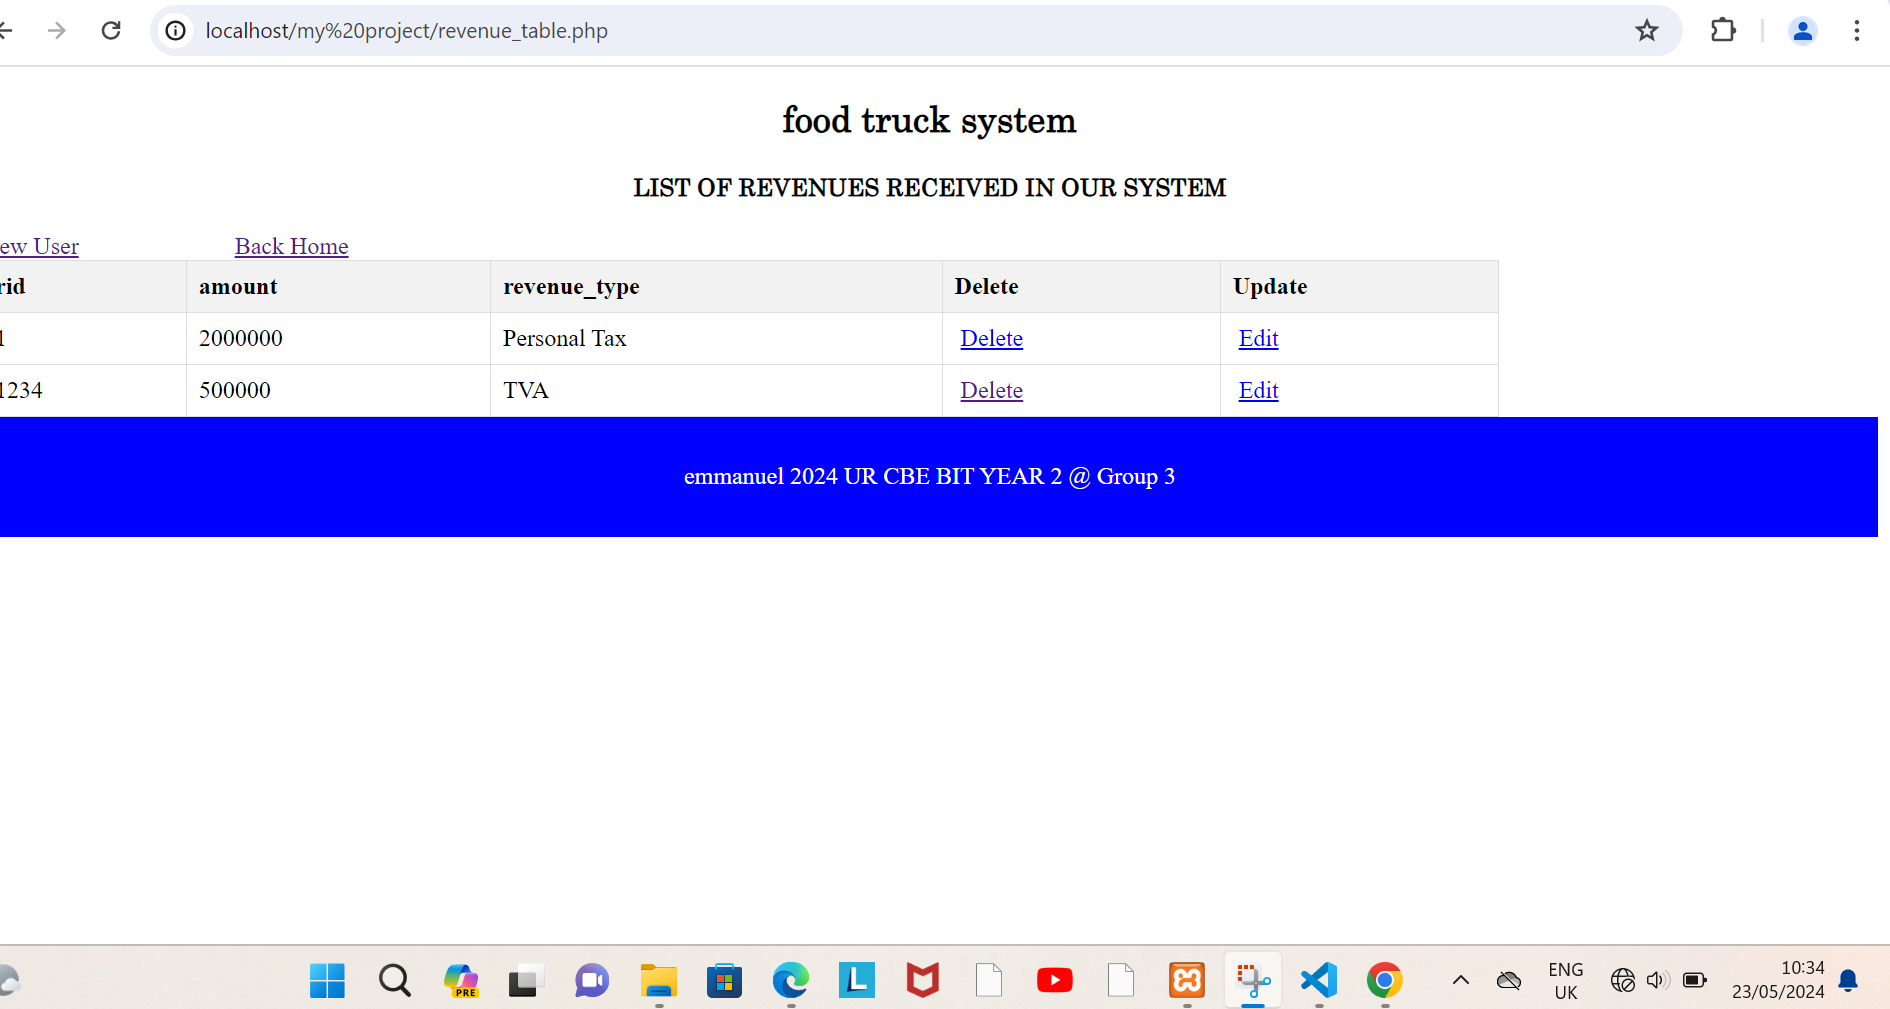 localhost/my%20project/revenue_table.php
food truck system
LIST OF REVENUES RECEIVED IN OUR SYSTEM
ew User Back Home
rid amount revenue_type Delete Update
1 2000000 Personal Tax Delete Edit
1234 500000 TVA Delete Edit
emmanuel 2024 UR CBE BIT YEAR 2 @ Group 3
PRE
L
ENG
UK
10:34
23/05/2024